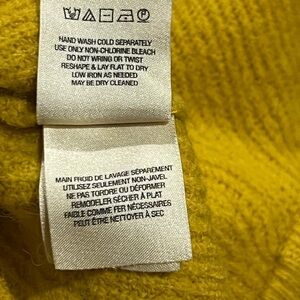 HAND WASH COLD SEPARATELY
USE ONLY NON-CHLORINE BLEACH
DO NOT WRING OR TWIST
RESHAPE & LAY FLAT TO DRY
LOW IRON AS NEEDED
MAY BE DRY CLEANED
MAIN FROID DE LAVAGE SÉPAREMENT
UTILISEZ SEULEMENT NON-JAVEL
NE PAS TORDRE OU DÉFORMER
REMODELER SÉCHER À PLAT
FAIBLE COMME FER NÉCESSAIRES
PEUT ÊTRE NETTOYER À SEC